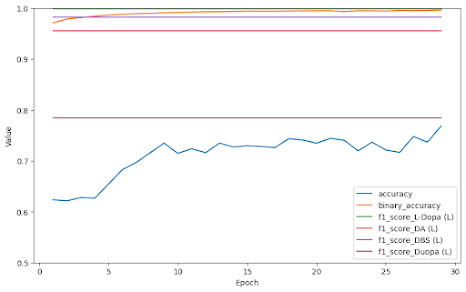 1.0
0.9
0.8
0.7
0.6
0.5
Value
0 5 10 15 20 25 30
Epoch
accuracy
binary_accuracy
f1_score_L-Dopa (L)
f1_score_DA (L)
f1_score_DBS (L)
f1_score_Duopa (L)